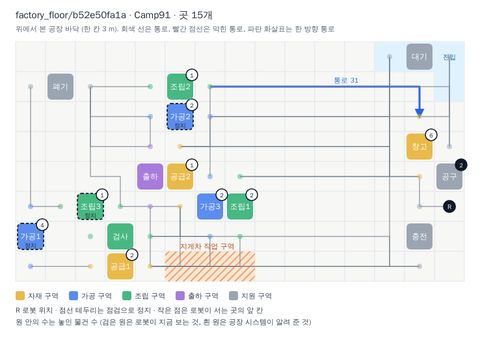 factory_floor/b52e50fa1a · Camp91 · 곳 15개
위에서 본 공장 바닥 (한 칸 3 m). 회색 선은 통로, 빨간 점선은 막힌 통로, 파란 화살표는 한 방향 통로
대기
진입
통로 31
폐기
조립2
1
가공2
2
정지
창고
6
출하
공급2
1
공구
2
조립3
1
정지
가공3
2
조립1
2
R
가공1
4
정지
검사
지게차 작업 구역
충전
공급1
2
자재 구역
가공 구역
조립 구역
출하 구역
지원 구역
R 로봇 위치 · 점선 테두리는 점검으로 정지 · 작은 점은 로봇이 서는 곳의 앞 칸
원 안의 수는 놓인 물건 수 (검은 원은 로봇이 지금 보는 것, 흰 원은 공장 시스템이 알려 준 것)